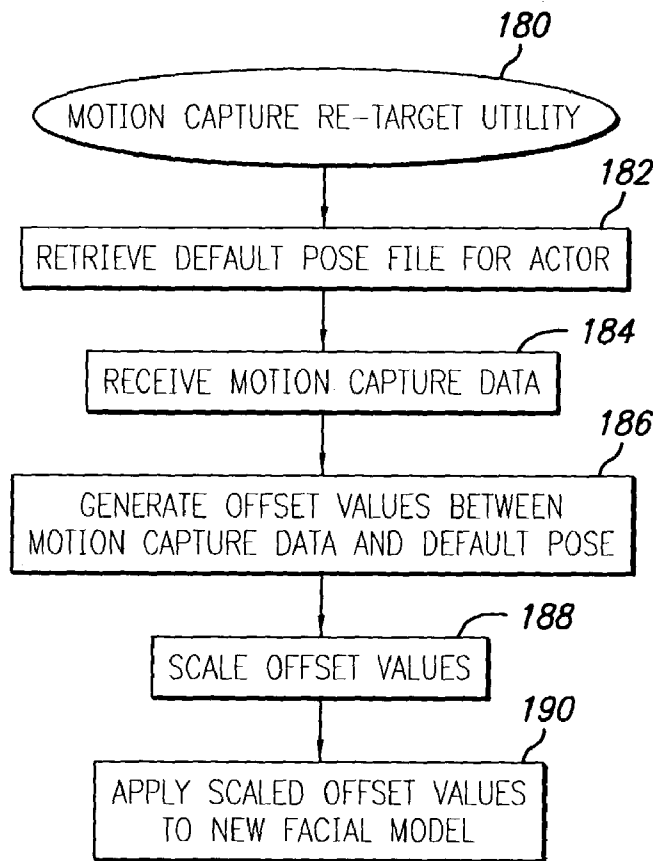 180
MOTION CAPTURE RE-TARGET UTILITY
182
RETRIEVE DEFAULT POSE FILE FOR ACTOR
184
RECEIVE MOTION CAPTURE DATA
186
GENERATE OFFSET VALUES BETWEEN
MOTION CAPTURE DATA AND DEFAULT POSE
188
SCALE OFFSET VALUES
190
APPLY SCALED OFFSET VALUES
TO NEW FACIAL MODEL